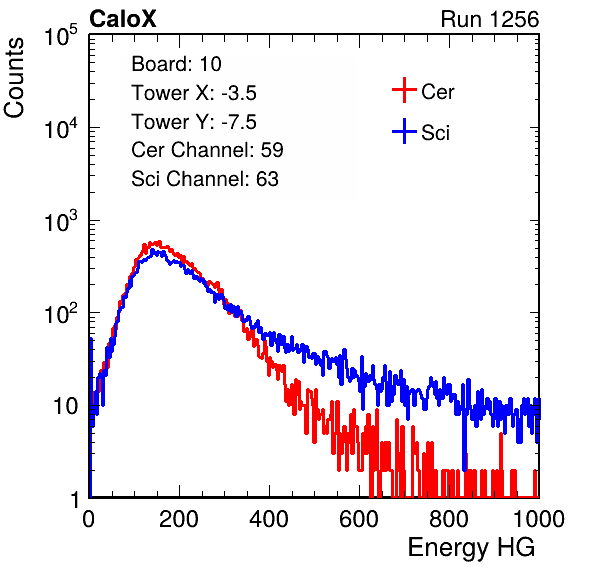 CaloX Run 1256
Counts
10^5
10^4
10^3
10^2
10
1
Board: 10
Tower X: -3.5
Tower Y: -7.5
Cer Channel: 59
Sci Channel: 63
Cer
Sci
0 200 400 600 800 1000
Energy HG